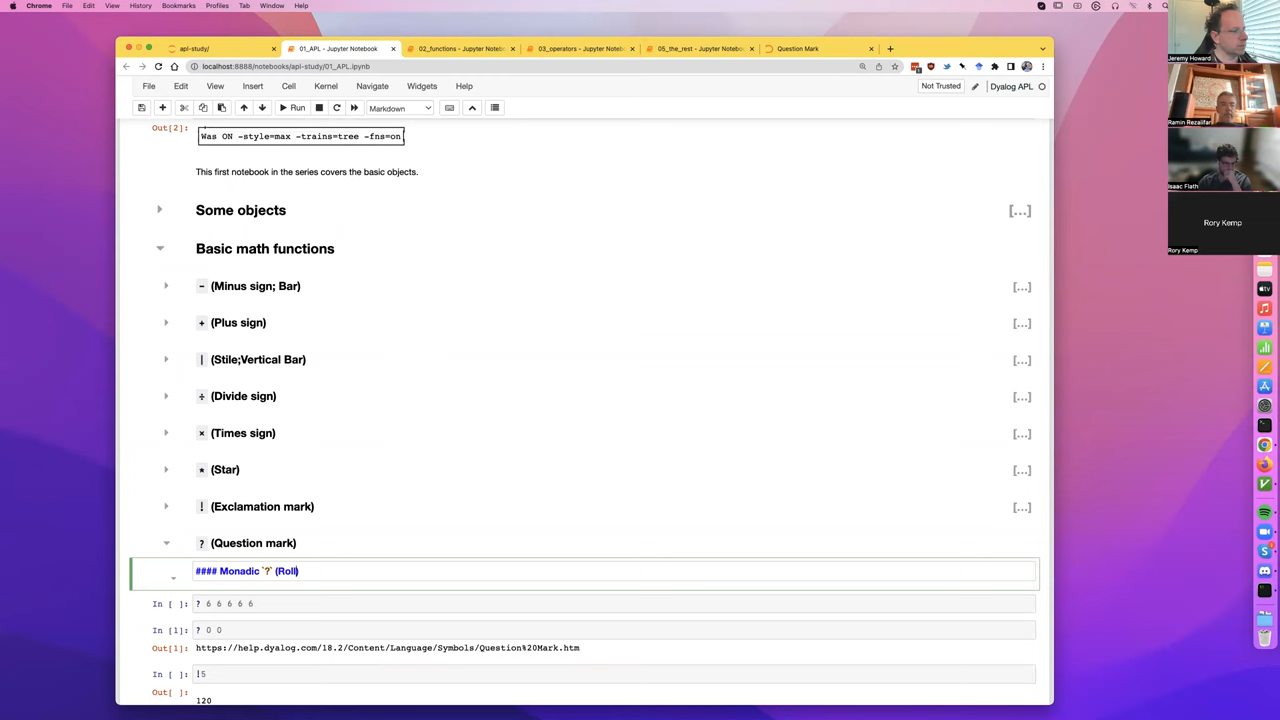 Chrome File Edit View History Bookmarks Profiles Tab Window Help
apl-study/ 01_APL - Jupyter Notebook 02_functions - Jupyter Notebook 03_operators - Jupyter Notebook 05_the_rest - Jupyter Notebook Question Mark
localhost:8888/notebooks/apl-study/01_APL.ipynb
File Edit View Insert Cell Kernel Navigate Widgets Help Not Trusted Dyalog APL
Run Markdown
Out[2]: Was ON -style=max -trains=tree -fns=on
This first notebook in the series covers the basic objects.
Some objects [...]
Basic math functions
- (Minus sign; Bar) [...]
+ (Plus sign) [...]
| (Stile;Vertical Bar) [...]
÷ (Divide sign) [...]
× (Times sign) [...]
* (Star) [...]
! (Exclamation mark) [...]
? (Question mark)
#### Monadic `?` (Roll)
In [ ]: ? 6 6 6 6 6
In [1]: ? 0 0
Out[1]: https://help.dyalog.com/18.2/Content/Language/Symbols/Question%20Mark.htm
In [ ]: !5
Out[ ]:
120
Jeremy Howard
Ramin Rezaiifar
Isaac Flath
Rory Kemp
Rory Kemp